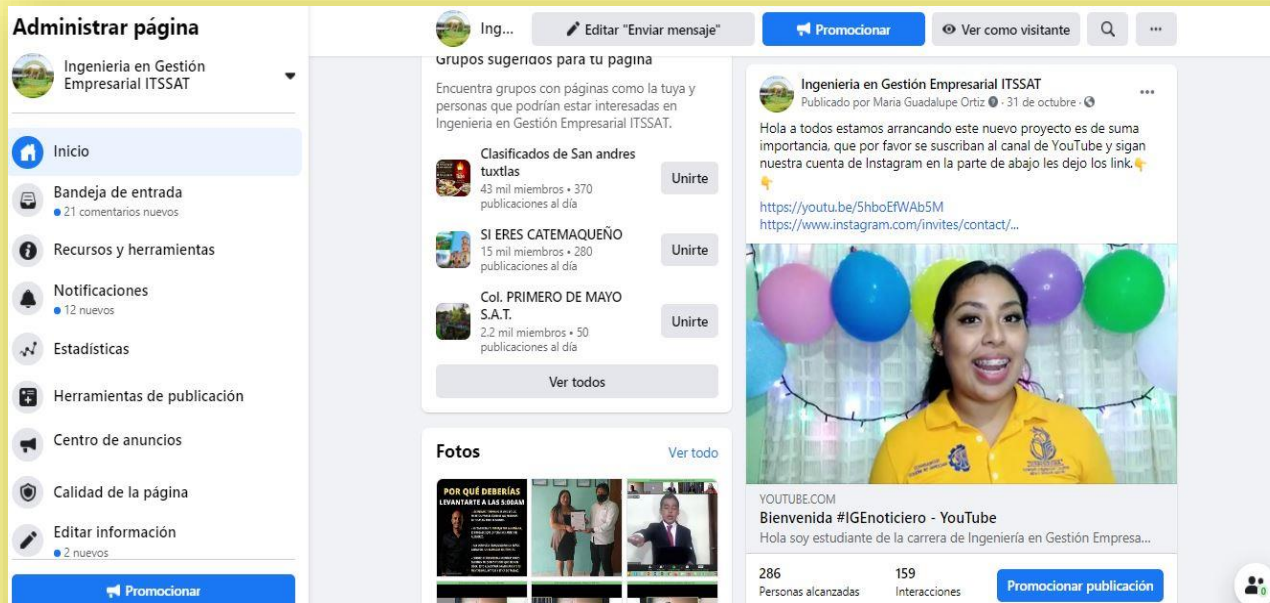 Administrar página
Ingenieria en Gestión
Empresarial ITSSAT
Inicio
Bandeja de entrada
21 comentarios nuevos
Recursos y herramientas
Notificaciones
12 nuevos
Estadísticas
Herramientas de publicación
Centro de anuncios
Calidad de la página
Editar información
2 nuevos
Promocionar
Ing...
Editar "Enviar mensaje"
Promocionar
Ver como visitante
Grupos sugeridos para tu página
Encuentra grupos con páginas como la tuya y
personas que podrían estar interesadas en
Ingenieria en Gestión Empresarial ITSSAT.
Clasificados de San andres
tuxtlas
43 mil miembros • 370
publicaciones al día
Unirte
SI ERES CATEMAQUEÑO
15 mil miembros • 280
publicaciones al día
Unirte
Col. PRIMERO DE MAYO
S.A.T.
2.2 mil miembros • 50
publicaciones al día
Unirte
Ver todos
Fotos
Ver todo
POR QUÉ DEBERÍAS
LEVANTARTE A LAS 5:00AM
Ingenieria en Gestión Empresarial ITSSAT
Publicado por Maria Guadalupe Ortiz · 31 de octubre ·
Hola a todos estamos arrancando este nuevo proyecto es de suma
importancia, que por favor se suscriban al canal de YouTube y sigan
nuestra cuenta de Instagram en la parte de abajo les dejo los link.👇
👇
https://youtu.be/5hboEfWAb5M
https://www.instagram.com/invites/contact/...
YOUTUBE.COM
Bienvenida #IGEnoticiero - YouTube
Hola soy estudiante de la carrera de Ingeniería en Gestión Empresa...
286
Personas alcanzadas
159
Interacciones
Promocionar publicación
0